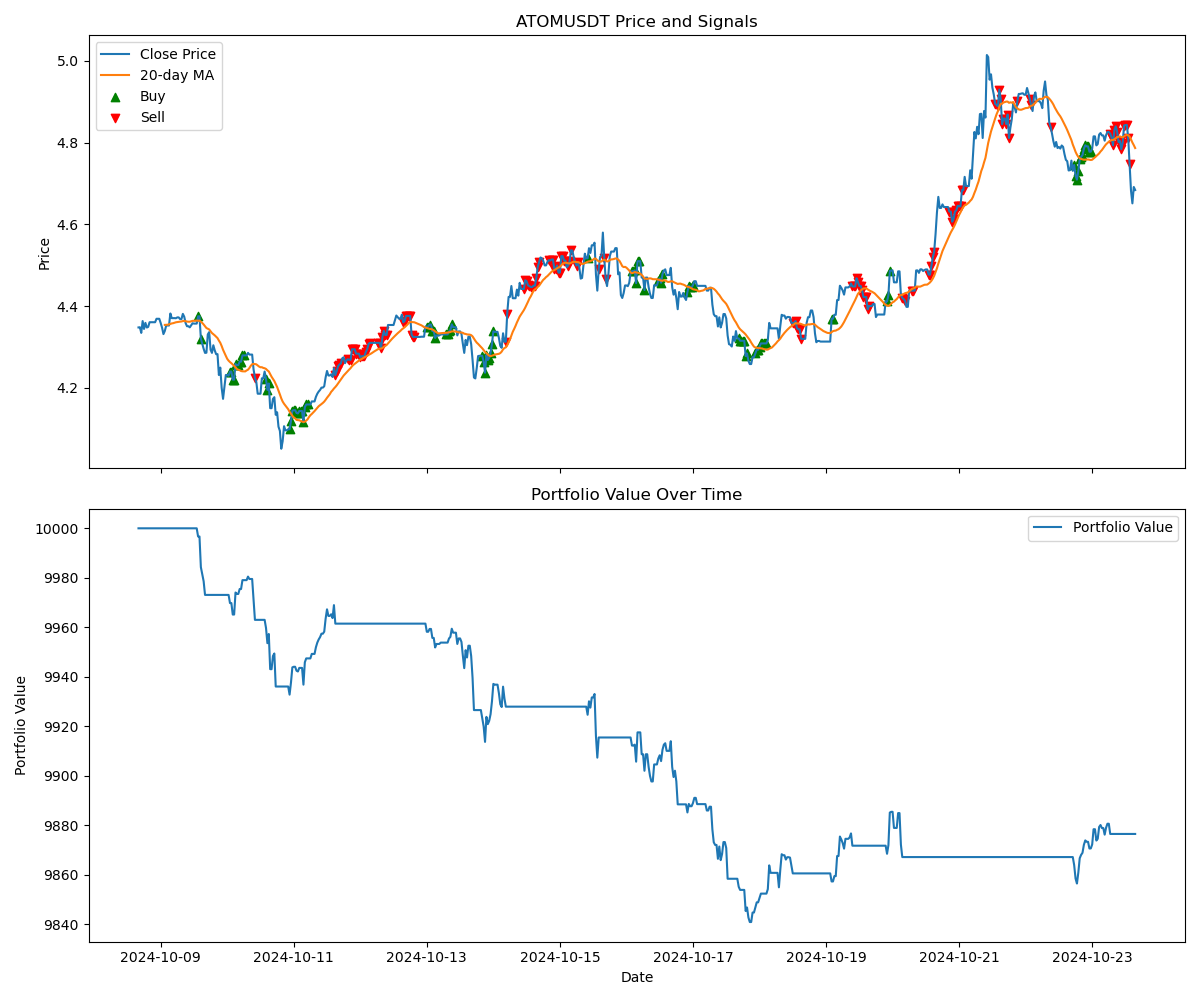 ATOMUSDT Price and Signals
Close Price
20-day MA
Buy
Sell
Price
5.0
4.8
4.6
4.4
4.2
Portfolio Value Over Time
Portfolio Value
Portfolio Value
10000
9980
9960
9940
9920
9900
9880
9860
9840
2024-10-09 2024-10-11 2024-10-13 2024-10-15 2024-10-17 2024-10-19 2024-10-21 2024-10-23
Date